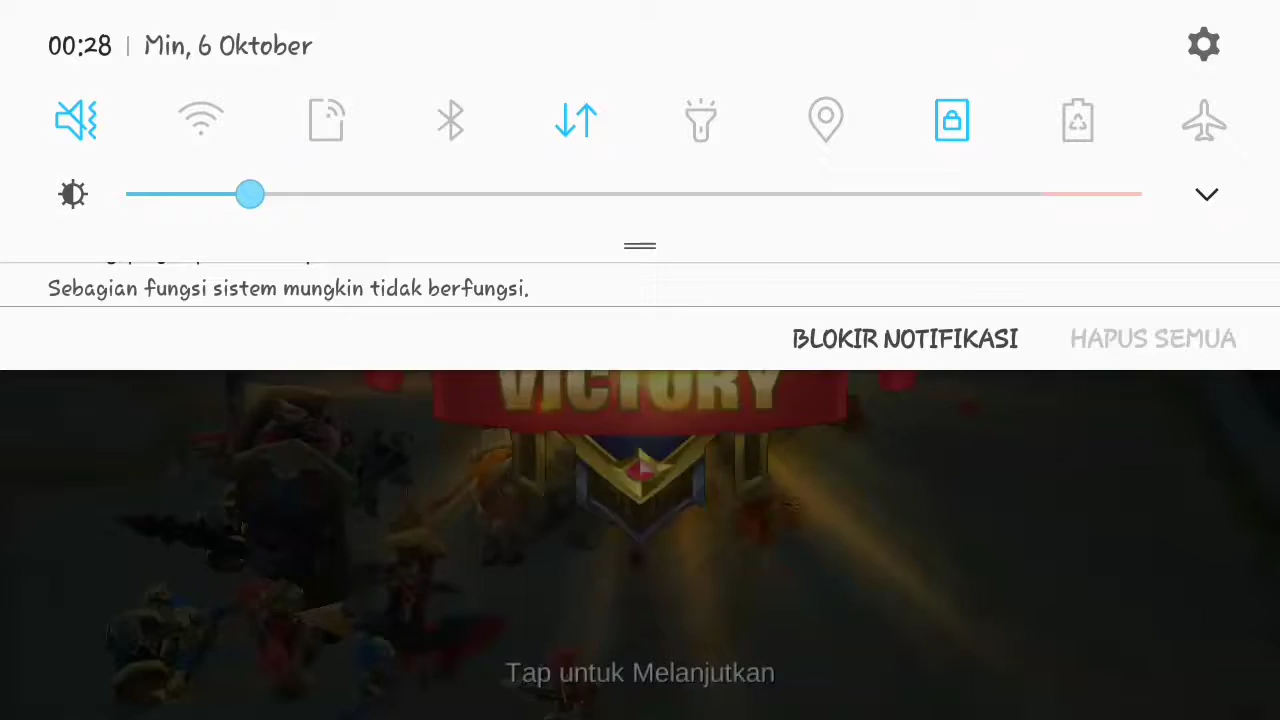 00:28 | Min, 6 Oktober
Sebagian fungsi sistem mungkin tidak berfungsi.
BLOKIR NOTIFIKASI HAPUS SEMUA
VICTORY
Tap untuk Melanjutkan